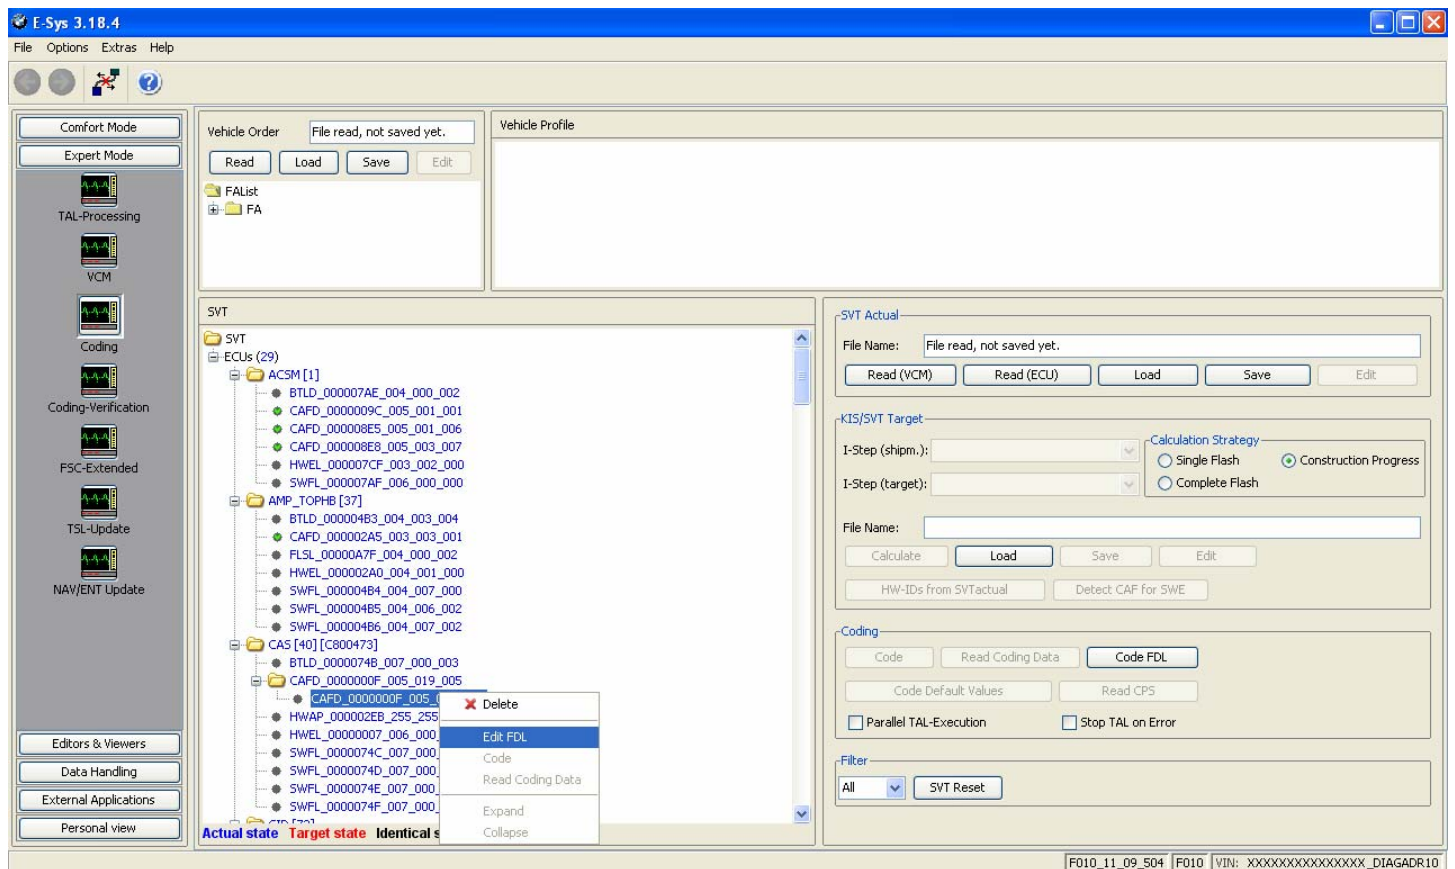 E-Sys 3.18.4
File Options Extras Help
Comfort Mode
Expert Mode
TAL-Processing
VCM
Coding
Coding-Verification
FSC-Extended
TSL-Update
NAV/ENT Update
Editors & Viewers
Data Handling
External Applications
Personal view
Vehicle Order File read, not saved yet.
Read Load Save Edit
FAList
FA
Vehicle Profile
SVT
SVT
ECUs (29)
ACSM [1]
BTLD_000007AE_004_000_002
CAFD_0000009C_005_001_001
CAFD_000008E5_005_001_006
CAFD_000008E8_005_003_007
HWEL_000007CF_003_002_000
SWFL_000007AF_006_000_000
AMP_TOPHB [37]
BTLD_000004B3_004_003_004
CAFD_000002A5_003_003_001
FLSL_00000A7F_004_000_002
HWEL_000002A0_004_001_000
SWFL_000004B4_004_007_000
SWFL_000004B5_004_006_002
SWFL_000004B6_004_007_002
CAS [40] [C800473]
BTLD_0000074B_007_000_003
CAFD_0000000F_005_019_005
CAFD_0000000F_005_0
HWAP_000002EB_255_255
HWEL_00000007_006_000_
SWFL_0000074C_007_000_
SWFL_0000074D_007_000_
SWFL_0000074E_007_000_
SWFL_0000074F_007_000_
CID [72]
Delete
Edit FDL
Code
Read Coding Data
Expand
Collapse
Actual state Target state Identical s
SVT Actual
File Name: File read, not saved yet.
Read (VCM) Read (ECU) Load Save Edit
KIS/SVT Target
I-Step (shipm.):
I-Step (target):
Calculation Strategy
Single Flash Construction Progress
Complete Flash
File Name:
Calculate Load Save Edit
HW-IDs from SVTactual Detect CAF for SWE
Coding
Code Read Coding Data Code FDL
Code Default Values Read CPS
Parallel TAL-Execution Stop TAL on Error
Filter
All SVT Reset
F010_11_09_504 F010 VIN: XXXXXXXXXXXXXXX_DIAGADR10